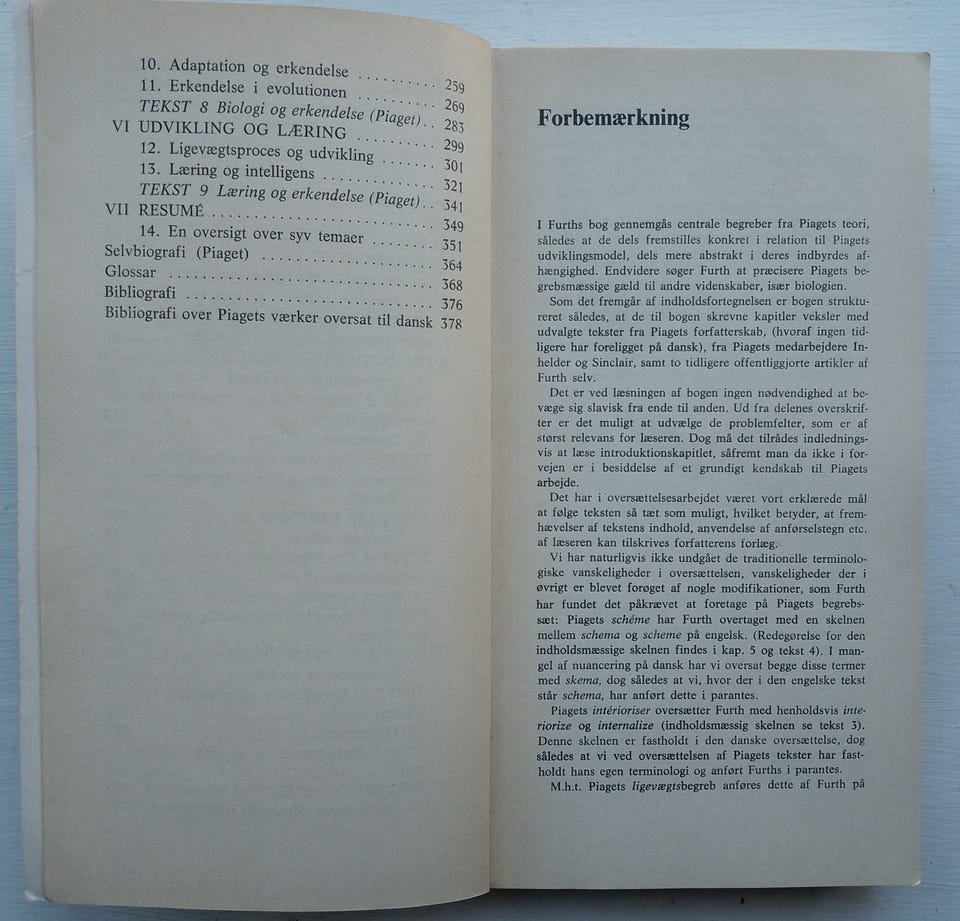 10. Adaptation og erkendelse .......... 259
11. Erkendelse i evolutionen .......... 269
TEKST 8 Biologi og erkendelse (Piaget).. 283
VI UDVIKLING OG LÆRING .......... 299
12. Ligevægtsproces og udvikling ....... 301
13. Læring og intelligens .............. 321
TEKST 9 Læring og erkendelse (Piaget).. 341
VII RESUMÉ .......................... 349
14. En oversigt over syv temaer ........ 351
Selvbiografi (Piaget) .................... 364
Glossar ................................ 368
Bibliografi .............................. 376
Bibliografi over Piagets værker oversat til dansk 378
Forbemærkning
I Furths bog gennemgås centrale begreber fra Piagets teori,
således at de dels fremstilles konkret i relation til Piagets
udviklingsmodel, dels mere abstrakt i deres indbyrdes af-
hængighed. Endvidere søger Furth at præcisere Piagets be-
grebsmæssige gæld til andre videnskaber, især biologien.
Som det fremgår af indholdsfortegnelsen er bogen struktu-
reret således, at de til bogen skrevne kapitler veksler med
udvalgte tekster fra Piagets forfatterskab, (hvoraf ingen tid-
ligere har foreligget på dansk), fra Piagets medarbejdere In-
helder og Sinclair, samt to tidligere offentliggjorte artikler af
Furth selv.
Det er ved læsningen af bogen ingen nødvendighed at be-
væge sig slavisk fra ende til anden. Ud fra delenes overskrif-
ter er det muligt at udvælge de problemfelter, som er af
størst relevans for læseren. Dog må det tilrådes indlednings-
vis at læse introduktionskapitlet, såfremt man da ikke i for-
vejen er i besiddelse af et grundigt kendskab til Piagets
arbejde.
Det har i oversættelsesarbejdet været vort erklærede mål
at følge teksten så tæt som muligt, hvilket betyder, at frem-
hævelser af tekstens indhold, anvendelse af anførselstegn etc.
af læseren kan tilskrives forfatterens forlæg.
Vi har naturligvis ikke undgået de traditionelle terminolo-
giske vanskeligheder i oversættelsen, vanskeligheder der i
øvrigt er blevet forøget af nogle modifikationer, som Furth
har fundet det påkrævet at foretage på Piagets begrebs-
sæt: Piagets schéme har Furth overtaget med en skelnen
mellem schema og scheme på engelsk. (Redegørelse for den
indholdsmæssige skelnen findes i kap. 5 og tekst 4). I man-
gel af nuancering på dansk har vi oversat begge disse termer
med skema, dog således at vi, hvor der i den engelske tekst
står schema, har anført dette i parantes.
Piagets intérioriser oversætter Furth med henholdsvis inte-
riorize og internalize (indholdsmæssig skelnen se tekst 3).
Denne skelnen er fastholdt i den danske oversættelse, dog
således at vi ved oversættelsen af Piagets tekster har fast-
holdt hans egen terminologi og anført Furths i parantes.
M.h.t. Piagets ligevægtsbegreb anføres dette af Furth på